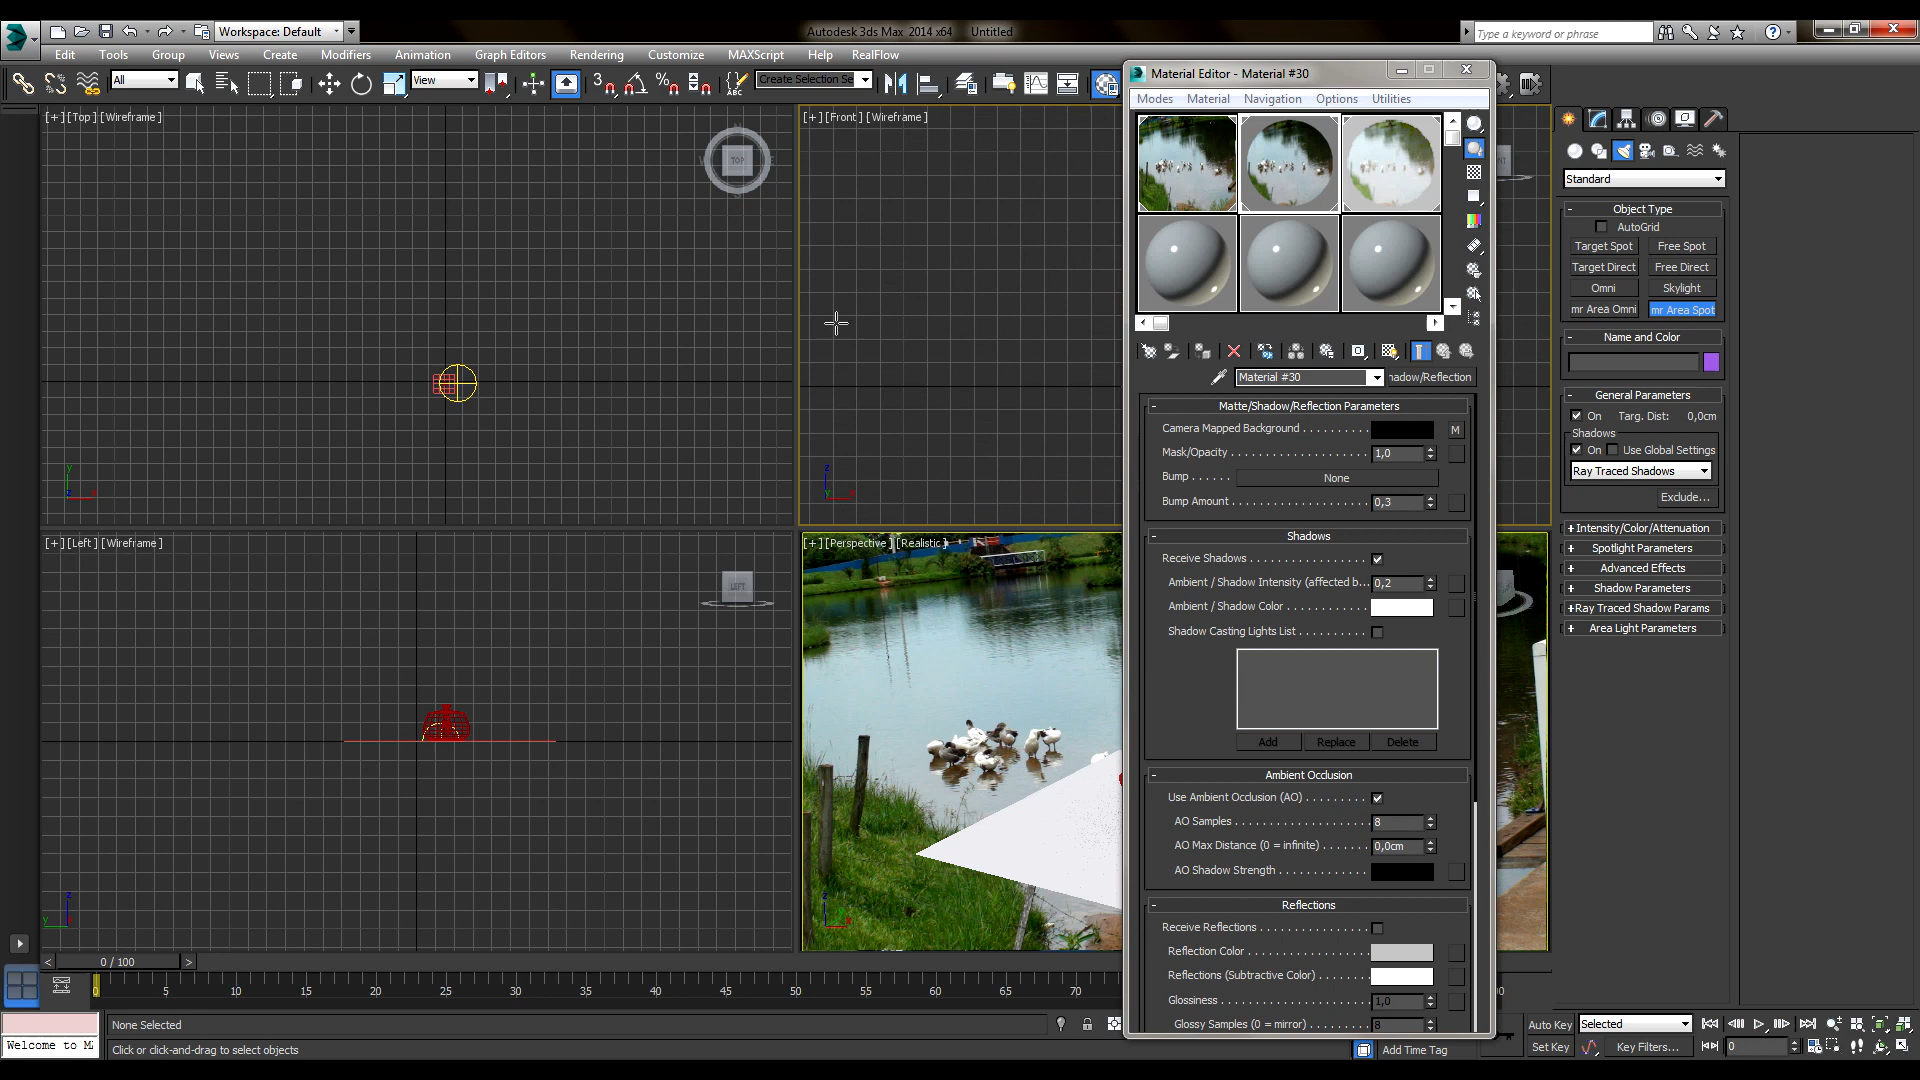 Workspace: Default
Autodesk 3ds Max 2014 x64 Untitled
Type a keyword or phrase
Edit Tools Group Views Create Modifiers Animation Graph Editors Rendering Customize MAXScript Help RealFlow
All
View
3
Create Selection Se
ABC
[+] [Top] [Wireframe]
TOP
[+] [Front] [Wireframe]
Material Editor - Material #30
Modes Material Navigation Options Utilities
Material #30
hadow/Reflection
- Matte/Shadow/Reflection Parameters
Camera Mapped Background . . . . . . . . . . M
Mask/Opacity 1,0
Bump . . . . . . None
Bump Amount 0,3
- Shadows
Receive Shadows
Ambient / Shadow Intensity (affected b... 0,2
Ambient / Shadow Color
Shadow Casting Lights List
Add Replace Delete
- Ambient Occlusion
Use Ambient Occlusion (AO)
AO Samples 8
AO Max Distance (0 = infinite) 0,0cm
AO Shadow Strength
- Reflections
Receive Reflections
Reflection Color
Reflections (Subtractive Color)
Glossiness 1,0
Glossy Samples (0 = mirror) 8
Standard
- Object Type
AutoGrid
Target Spot Free Spot
Target Direct Free Direct
Omni Skylight
mr Area Omni mr Area Spot
- Name and Color
- General Parameters
On Targ. Dist: 0,0cm
Shadows
On Use Global Settings
Ray Traced Shadows
Exclude...
+ Intensity/Color/Attenuation
+ Spotlight Parameters
+ Advanced Effects
+ Shadow Parameters
+ Ray Traced Shadow Params
+ Area Light Parameters
[+] [Left] [Wireframe]
LEFT
[+] [Perspective] [Realistic]
< 0 / 100 >
0 5 10 15 20 25 30 35 40 45 50 55 60 65 70
None Selected
Welcome to MA
Click or click-and-drag to select objects
Add Time Tag
Auto Key Selected
Set Key Key Filters... 0